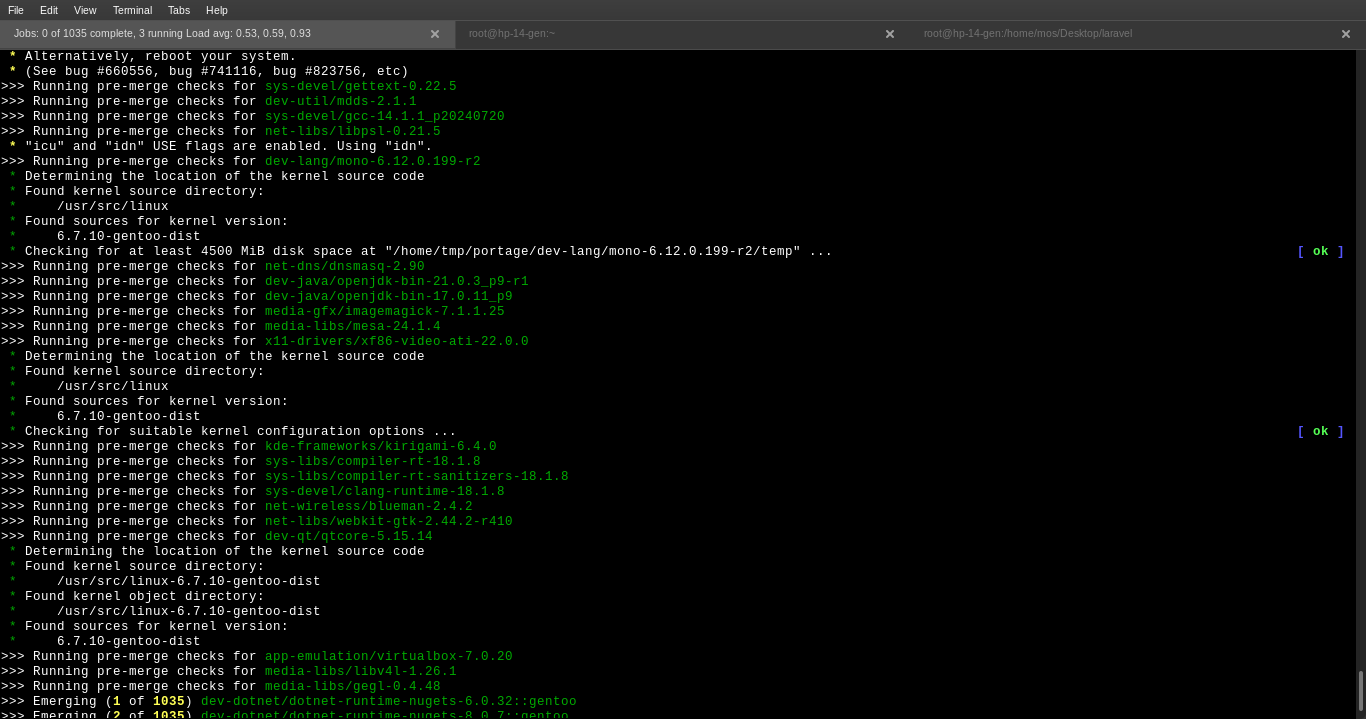 File Edit View Terminal Tabs Help
Jobs: 0 of 1035 complete, 3 running Load avg: 0.53, 0.59, 0.93
root@hp-14-gen:~
root@hp-14-gen:/home/mos/Desktop/laravel
* Alternatively, reboot your system.
* (See bug #660556, bug #741116, bug #823756, etc)
>>> Running pre-merge checks for sys-devel/gettext-0.22.5
>>> Running pre-merge checks for dev-util/mdds-2.1.1
>>> Running pre-merge checks for sys-devel/gcc-14.1.1_p20240720
>>> Running pre-merge checks for net-libs/libpsl-0.21.5
* "icu" and "idn" USE flags are enabled. Using "idn".
>>> Running pre-merge checks for dev-lang/mono-6.12.0.199-r2
* Determining the location of the kernel source code
* Found kernel source directory:
*     /usr/src/linux
* Found sources for kernel version:
*     6.7.10-gentoo-dist
* Checking for at least 4500 MiB disk space at "/home/tmp/portage/dev-lang/mono-6.12.0.199-r2/temp" ... [ ok ]
>>> Running pre-merge checks for net-dns/dnsmasq-2.90
>>> Running pre-merge checks for dev-java/openjdk-bin-21.0.3_p9-r1
>>> Running pre-merge checks for dev-java/openjdk-bin-17.0.11_p9
>>> Running pre-merge checks for media-gfx/imagemagick-7.1.1.25
>>> Running pre-merge checks for media-libs/mesa-24.1.4
>>> Running pre-merge checks for x11-drivers/xf86-video-ati-22.0.0
* Determining the location of the kernel source code
* Found kernel source directory:
*     /usr/src/linux
* Found sources for kernel version:
*     6.7.10-gentoo-dist
* Checking for suitable kernel configuration options ... [ ok ]
>>> Running pre-merge checks for kde-frameworks/kirigami-6.4.0
>>> Running pre-merge checks for sys-libs/compiler-rt-18.1.8
>>> Running pre-merge checks for sys-libs/compiler-rt-sanitizers-18.1.8
>>> Running pre-merge checks for sys-devel/clang-runtime-18.1.8
>>> Running pre-merge checks for net-wireless/blueman-2.4.2
>>> Running pre-merge checks for net-libs/webkit-gtk-2.44.2-r410
>>> Running pre-merge checks for dev-qt/qtcore-5.15.14
* Determining the location of the kernel source code
* Found kernel source directory:
*     /usr/src/linux-6.7.10-gentoo-dist
* Found kernel object directory:
*     /usr/src/linux-6.7.10-gentoo-dist
* Found sources for kernel version:
*     6.7.10-gentoo-dist
>>> Running pre-merge checks for app-emulation/virtualbox-7.0.20
>>> Running pre-merge checks for media-libs/libv4l-1.26.1
>>> Running pre-merge checks for media-libs/gegl-0.4.48
>>> Emerging (1 of 1035) dev-dotnet/dotnet-runtime-nugets-6.0.32::gentoo
>>> Emerging (2 of 1035) dev-dotnet/dotnet-runtime-nugets-8.0.7::gentoo